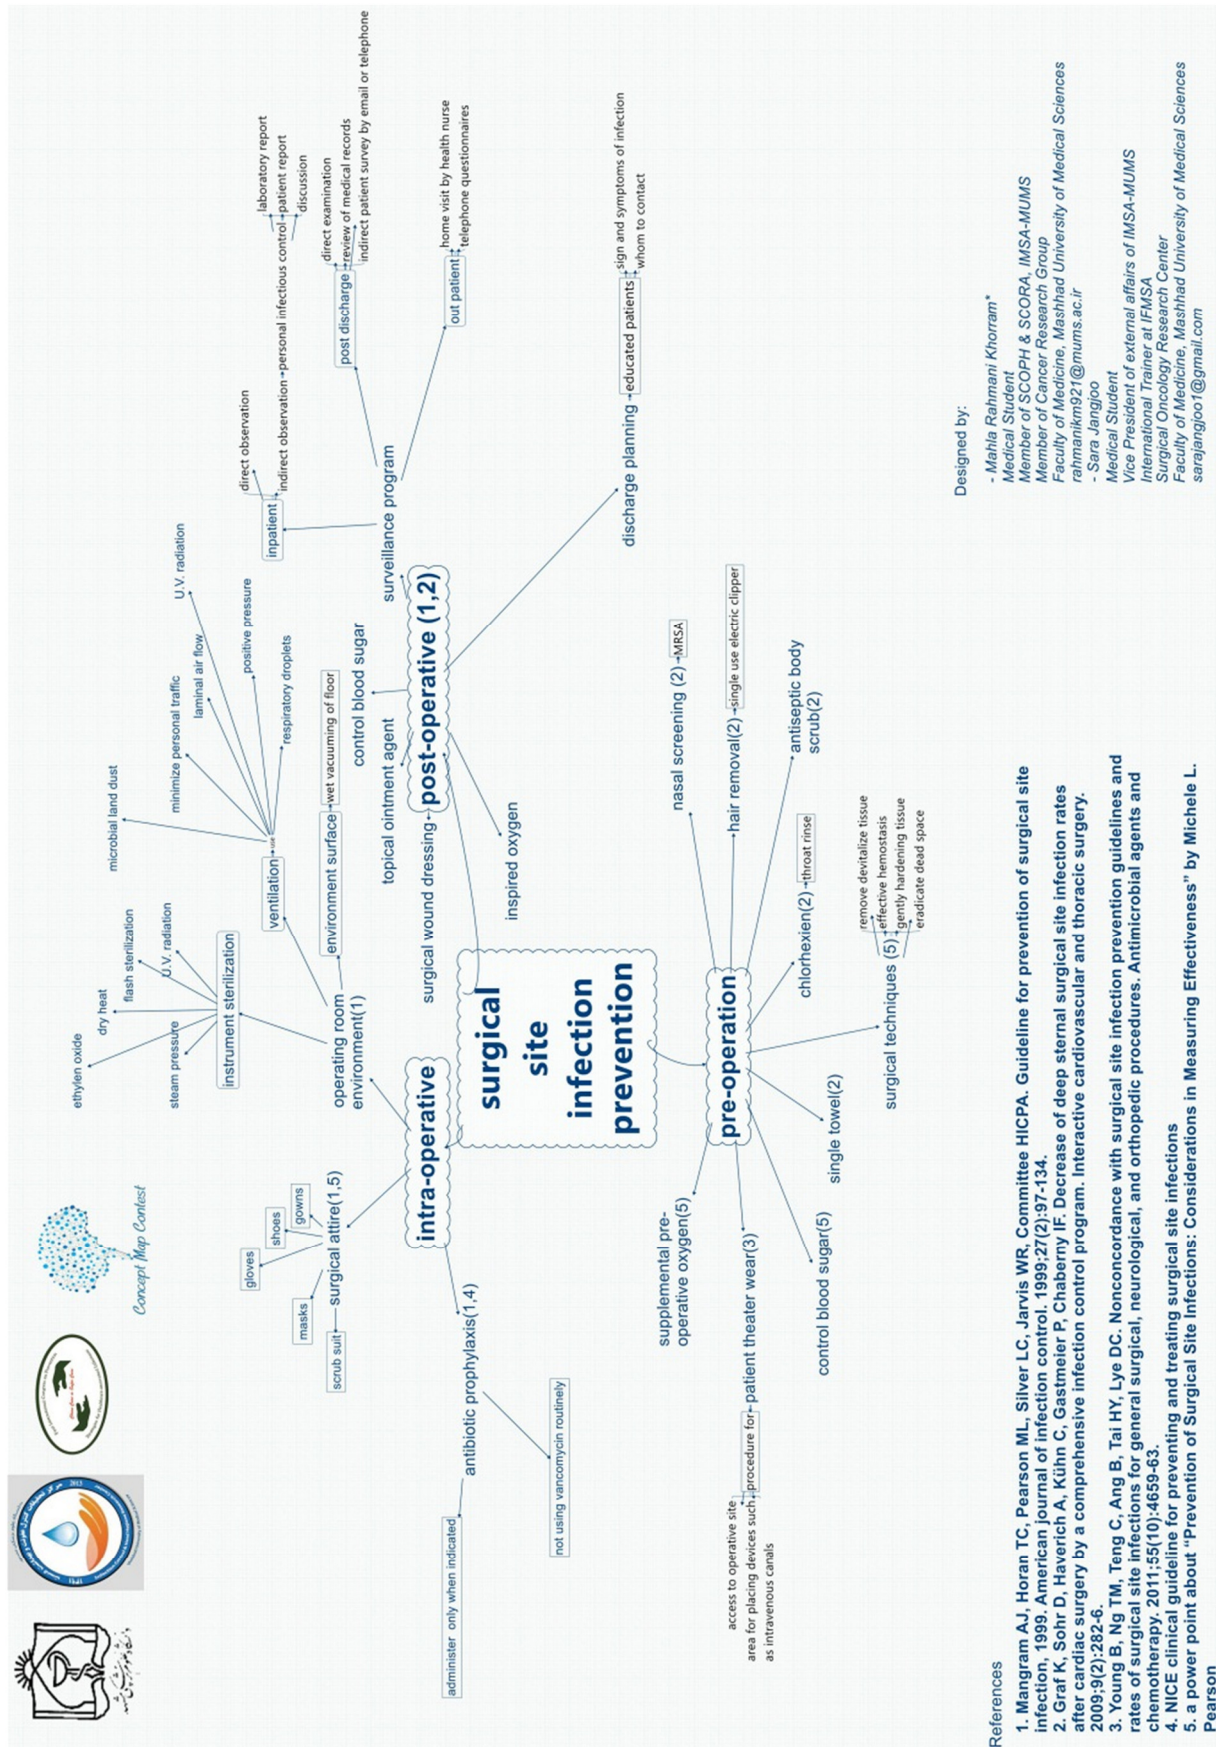 Concept Map Contest
2013
۱۳۹۱
surgical
site
infection
prevention
intra-operative
antibiotic prophylaxis(1,4)
administer only when indicated
not using vancomycin routinely
surgical attire(1,5)
scrub suit
masks
gloves
shoes
gowns
operating room
environment(1)
instrument sterilization
steam pressure
ethylen oxide
dry heat
flash sterilization
U.V. radiation
ventilation
use
microbial land dust
minimize personal traffic
laminal air flow
U.V. radiation
positive pressure
respiratory droplets
environment surface
wet vacuuming of floor
post-operative (1,2)
surgical wound dressing
topical ointment agent
control blood sugar
inspired oxygen
surveillance program
inpatient
direct observation
indirect observation
personal infectious control
laboratory report
patient report
discussion
post discharge
direct examination
review of medical records
indirect patient survey by email or telephone
out patient
home visit by health nurse
telephone questionnaires
discharge planning
educated patients
sign and symptoms of infection
whom to contact
pre-operation
supplemental pre-
operative oxygen(5)
patient theater wear(3)
procedure for
access to operative site
area for placing devices such
as intravenous canals
control blood sugar(5)
single towel(2)
surgical techniques (5)
remove devitalize tissue
effective hemostasis
gently hardening tissue
eradicate dead space
chlorhexien(2)
throat rinse
antiseptic body
scrub(2)
hair removal(2)
single use electric clipper
nasal screening (2)
MRSA
Designed by:
- Mahla Rahmani Khorram*
Medical Student
Member of SCOPH & SCORA, IMSA-MUMS
Member of Cancer Research Group
Faculty of Medicine, Mashhad University of Medical Sciences
rahmanikm921@mums.ac.ir
- Sara Jangjoo
Medical Student
Vice President of external affairs of IMSA-MUMS
International Trainer at IFMSA
Surgical Oncology Research Center
Faculty of Medicine, Mashhad University of Medical Sciences
sarajangjoo1@gmail.com
References
1. Mangram AJ, Horan TC, Pearson ML, Silver LC, Jarvis WR, Committee HICPA. Guideline for prevention of surgical site
infection, 1999. American journal of infection control. 1999;27(2):97-134.
2. Graf K, Sohr D, Haverich A, Kühn C, Gastmeier P, Chaberny IF. Decrease of deep sternal surgical site infection rates
after cardiac surgery by a comprehensive infection control program. Interactive cardiovascular and thoracic surgery.
2009;9(2):282-6.
3. Young B, Ng TM, Teng C, Ang B, Tai HY, Lye DC. Nonconcordance with surgical site infection prevention guidelines and
rates of surgical site infections for general surgical, neurological, and orthopedic procedures. Antimicrobial agents and
chemotherapy. 2011;55(10):4659-63.
4. NICE clinical guideline for preventing and treating surgical site infections
5. a power point about “Prevention of Surgical Site Infections: Considerations in Measuring Effectiveness” by Michele L.
Pearson